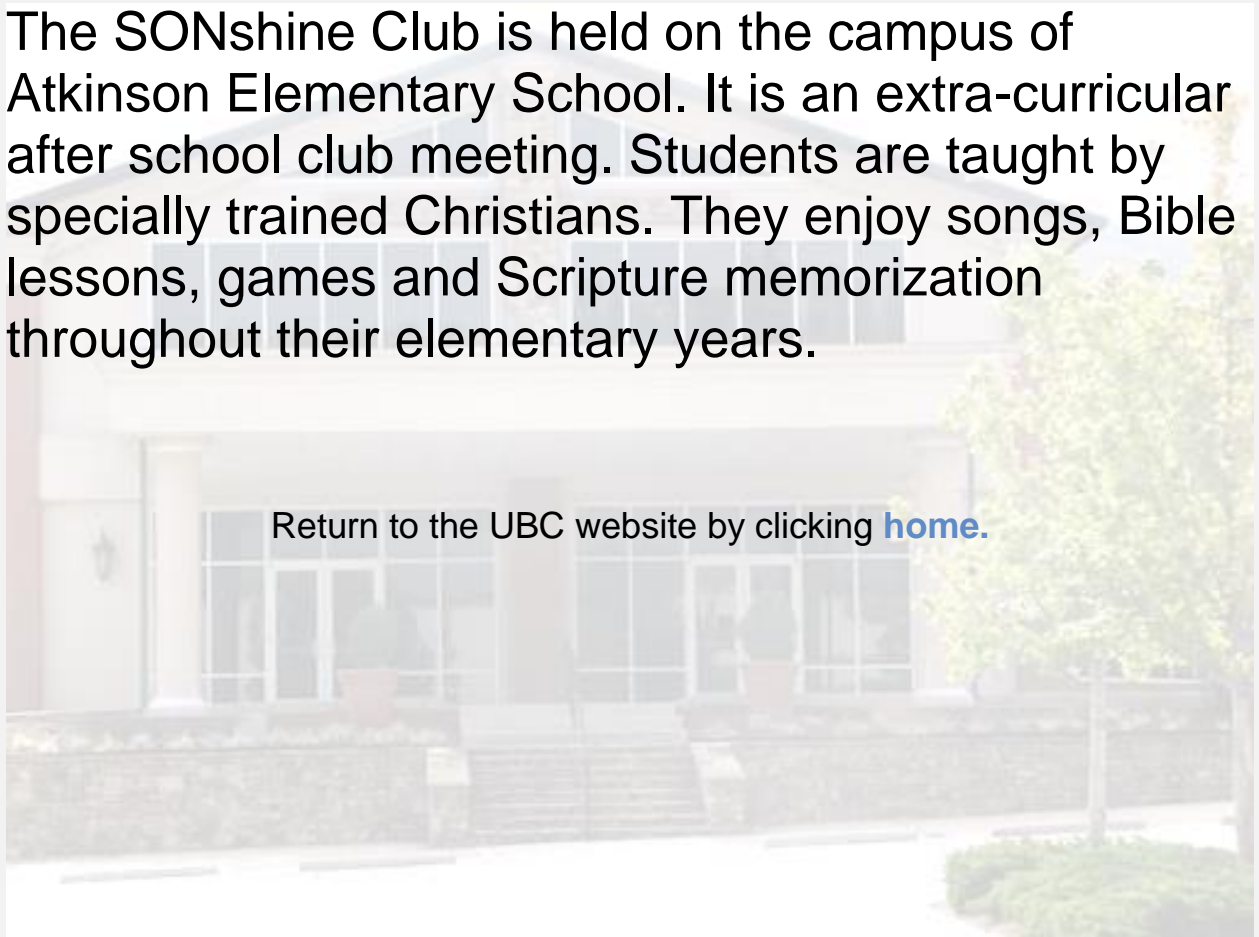 The SONshine Club is held on the campus of
Atkinson Elementary School. It is an extra-curricular
after school club meeting. Students are taught by
specially trained Christians. They enjoy songs, Bible
lessons, games and Scripture memorization
throughout their elementary years.
Return to the UBC website by clicking home.